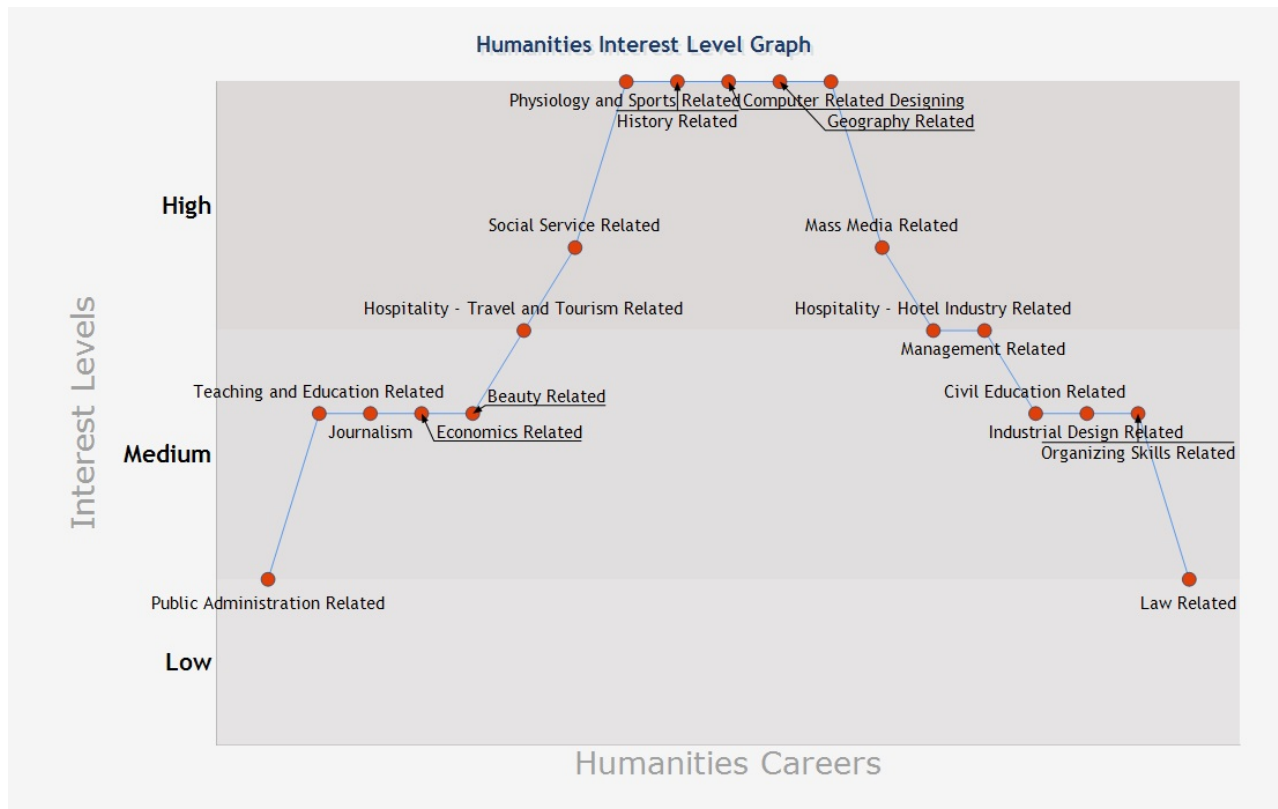 Humanities Interest Level Graph
Physiology and Sports Related
Computer Related Designing
History Related
Geography Related
High
Social Service Related
Mass Media Related
Hospitality - Travel and Tourism Related
Hospitality - Hotel Industry Related
Management Related
Interest Levels
Teaching and Education Related
Beauty Related
Civil Education Related
Journalism
Economics Related
Industrial Design Related
Medium
Organizing Skills Related
Public Administration Related
Law Related
Low
Humanities Careers